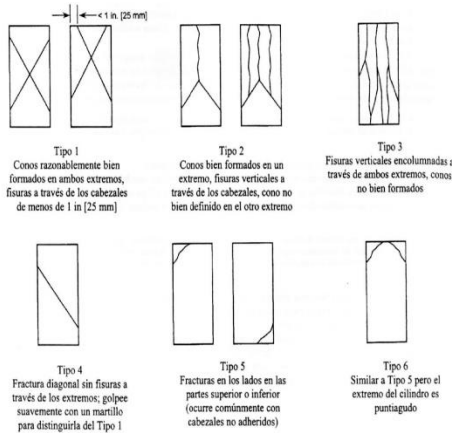 < 1 in. [25 mm]
Tipo 1
Conos razonablemente bien
formados en ambos extremos,
fisuras a través de los cabezales
de menos de 1 in [25 mm]
Tipo 2
Conos bien formados en un
extremo, fisuras verticales a
través de los cabezales, cono no
bien definido en el otro extremo
Tipo 3
Fisuras verticales encolumnadas a
través de ambos extremos, conos
no bien formados
Tipo 4
Fractura diagonal sin fisuras a
través de los extremos; golpee
suavemente con un martillo
para distinguirla del Tipo 1
Tipo 5
Fracturas en los lados en las
partes superior o inferior
(ocurre comúnmente con
cabezales no adheridos)
Tipo 6
Similar a Tipo 5 pero el
extremo del cilindro es
puntiagudo